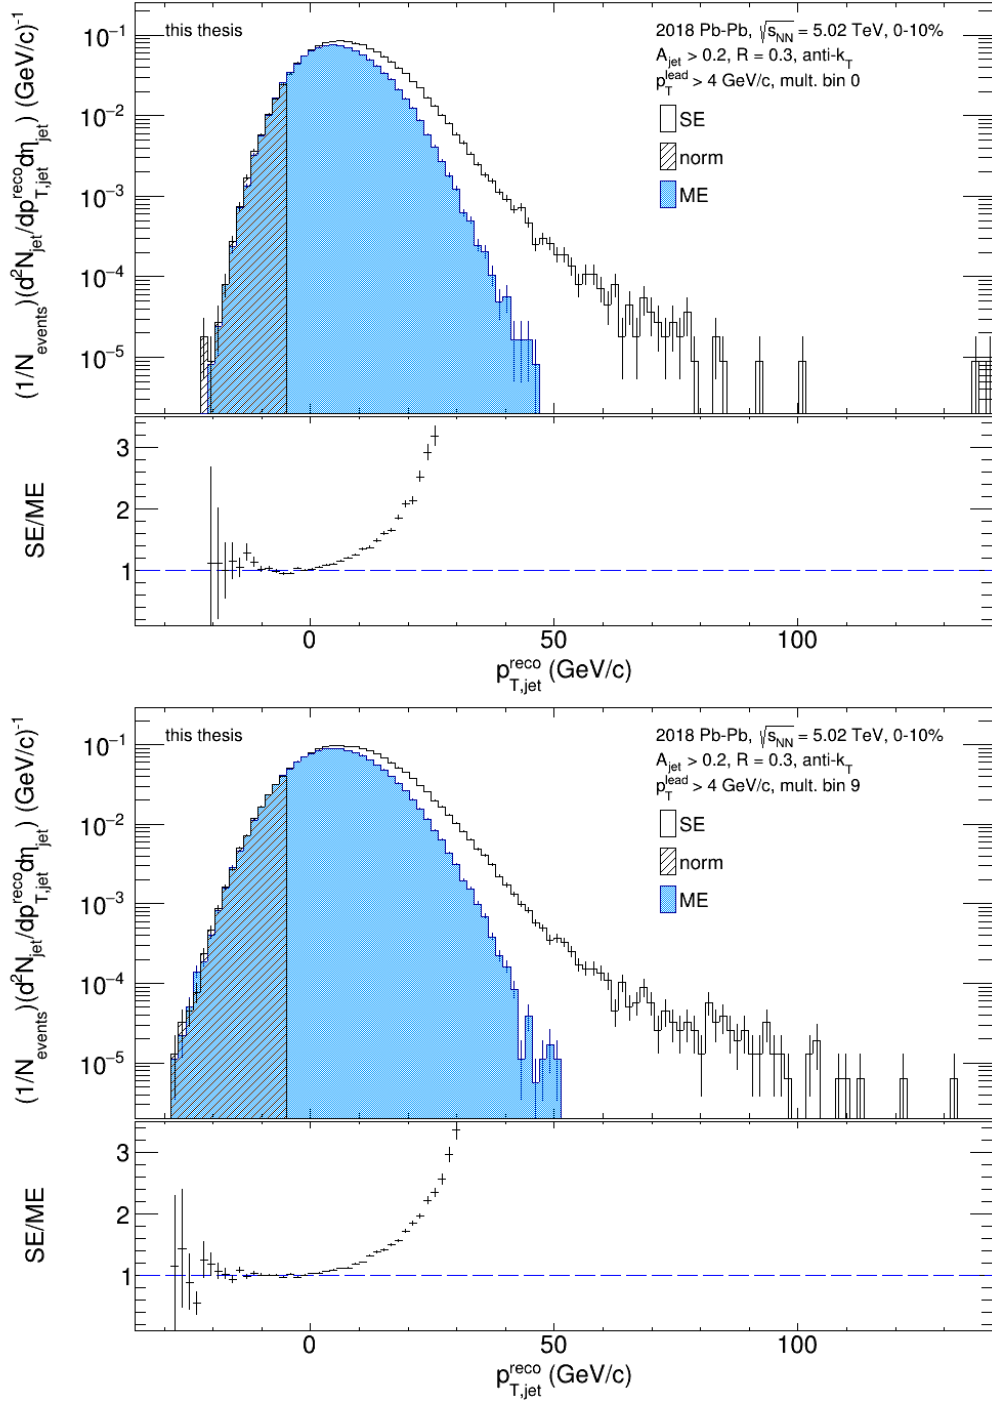 this thesis
2018 Pb-Pb, √s_NN = 5.02 TeV, 0-10%
A_jet > 0.2, R = 0.3, anti-k_T
p_T^lead > 4 GeV/c, mult. bin 0
SE
norm
ME
(1/N_events)(d²N_jet/dp_T,jet^reco dη_jet) (GeV/c)⁻¹
10⁻¹
10⁻²
10⁻³
10⁻⁴
10⁻⁵
SE/ME
3
2
1
0 50 100
p_T,jet^reco (GeV/c)
this thesis
2018 Pb-Pb, √s_NN = 5.02 TeV, 0-10%
A_jet > 0.2, R = 0.3, anti-k_T
p_T^lead > 4 GeV/c, mult. bin 9
SE
norm
ME
(1/N_events)(d²N_jet/dp_T,jet^reco dη_jet) (GeV/c)⁻¹
10⁻¹
10⁻²
10⁻³
10⁻⁴
10⁻⁵
SE/ME
3
2
1
0 50 100
p_T,jet^reco (GeV/c)